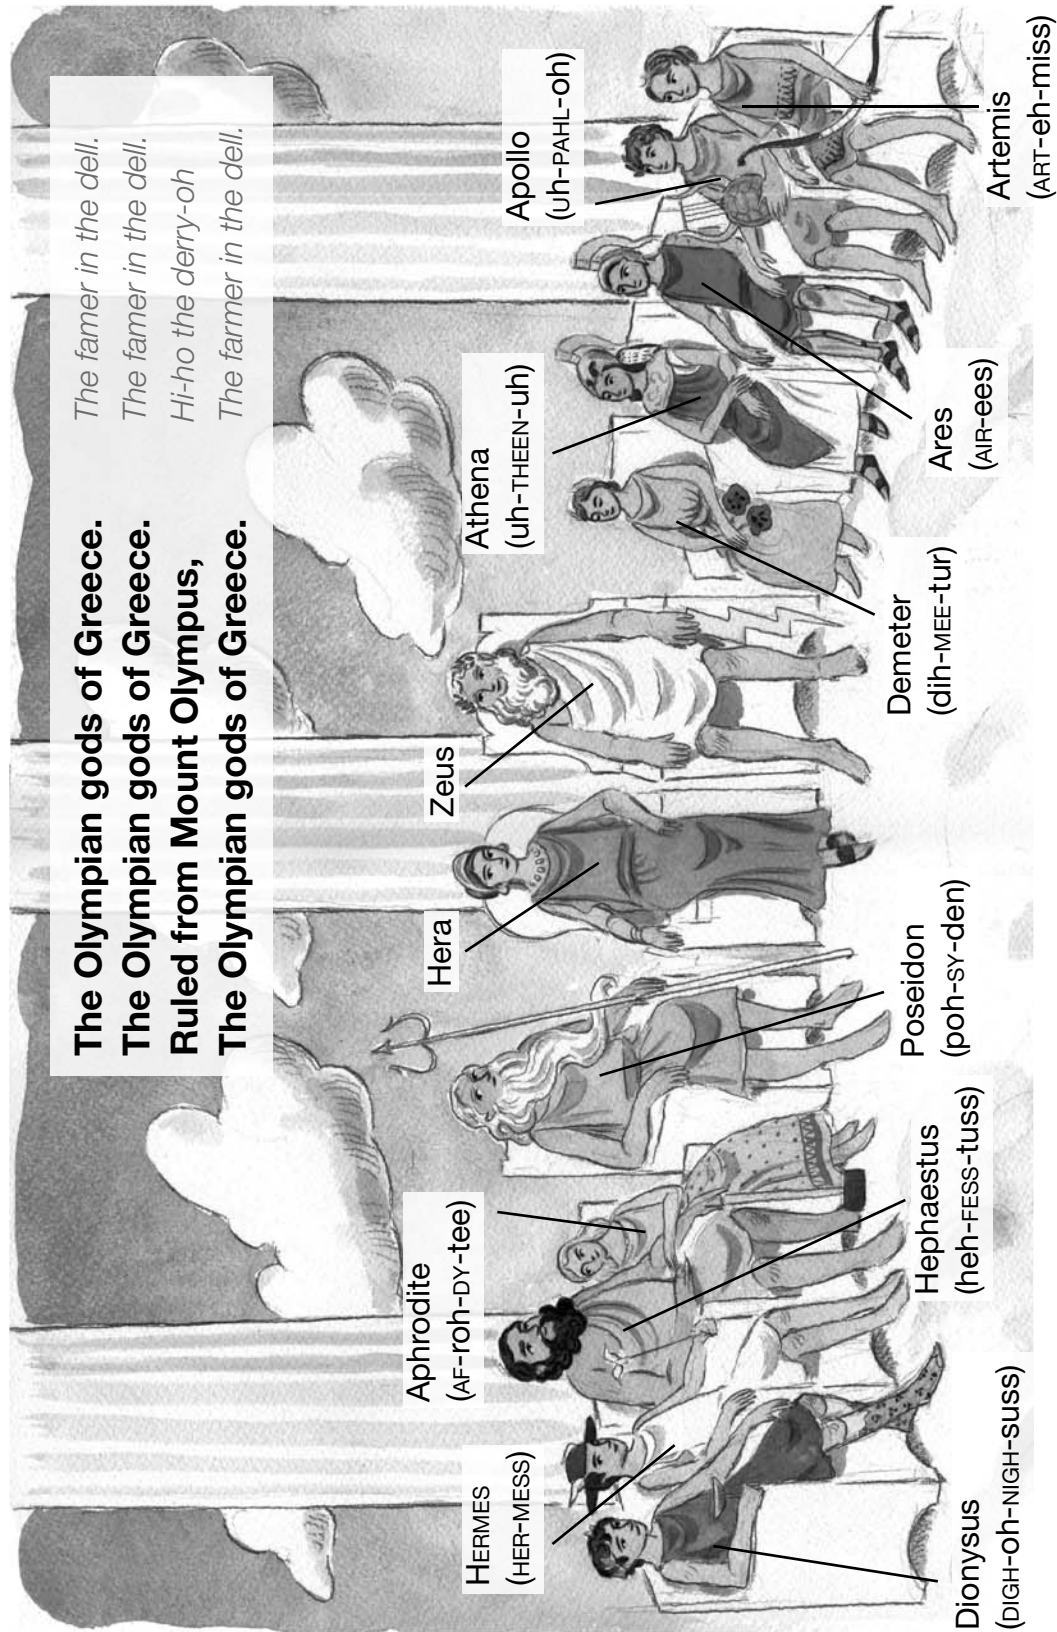 The Olympian gods of Greece.
The Olympian gods of Greece.
Ruled from Mount Olympus,
The Olympian gods of Greece.
The famer in the dell.
The famer in the dell.
Hi-ho the derry-oh
The farmer in the dell.
HERMES
(HER-MESS)
Dionysus
(DIGH-oh-NIGH-suss)
Aphrodite
(AF-roh-DY-tee)
Hephaestus
(heh-FESS-tuss)
Poseidon
(poh-SY-den)
Hera
Zeus
Demeter
(dih-MEE-tur)
Athena
(uh-THEEN-uh)
Ares
(AIR-ees)
Apollo
(uh-PAHL-oh)
Artemis
(ART-eh-miss)